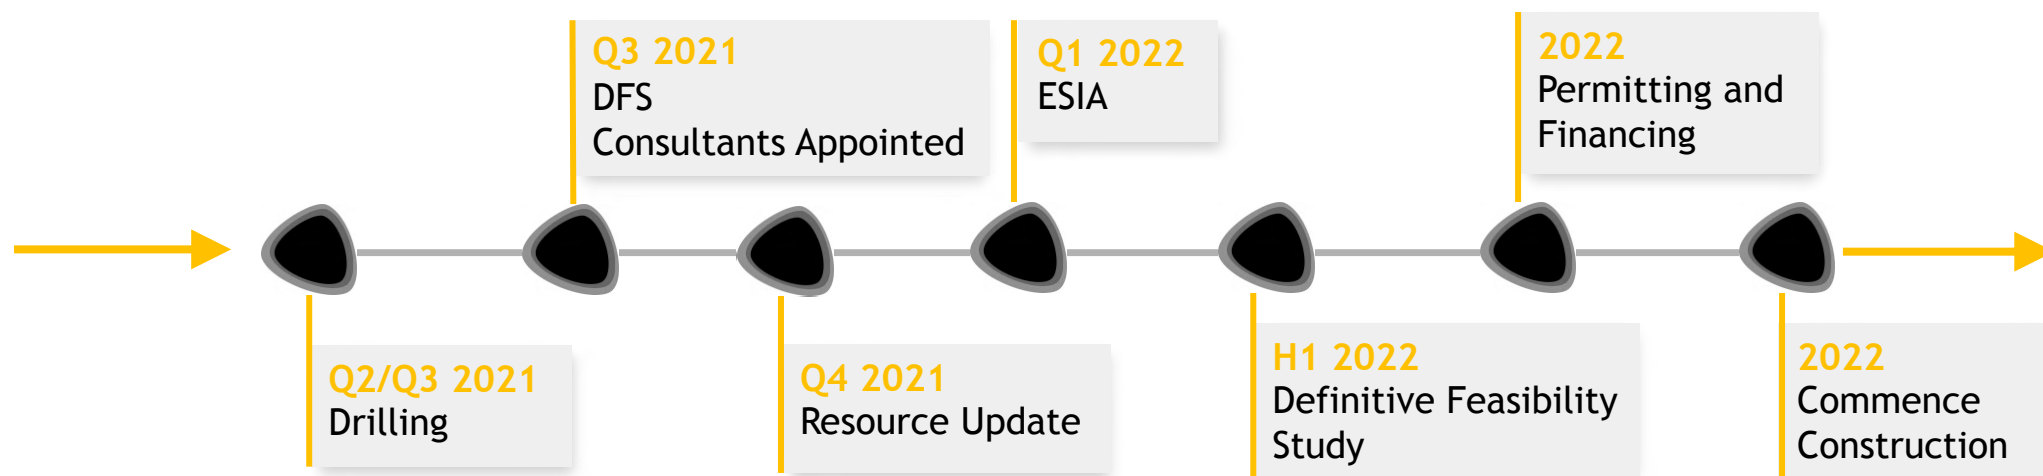 Q3 2021
DFS
Consultants Appointed
Q1 2022
ESIA
2022
Permitting and
Financing
Q2/Q3 2021
Drilling
Q4 2021
Resource Update
H1 2022
Definitive Feasibility
Study
2022
Commence
Construction